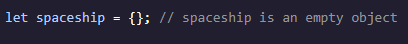 let spaceship = {}; // spaceship is an empty object